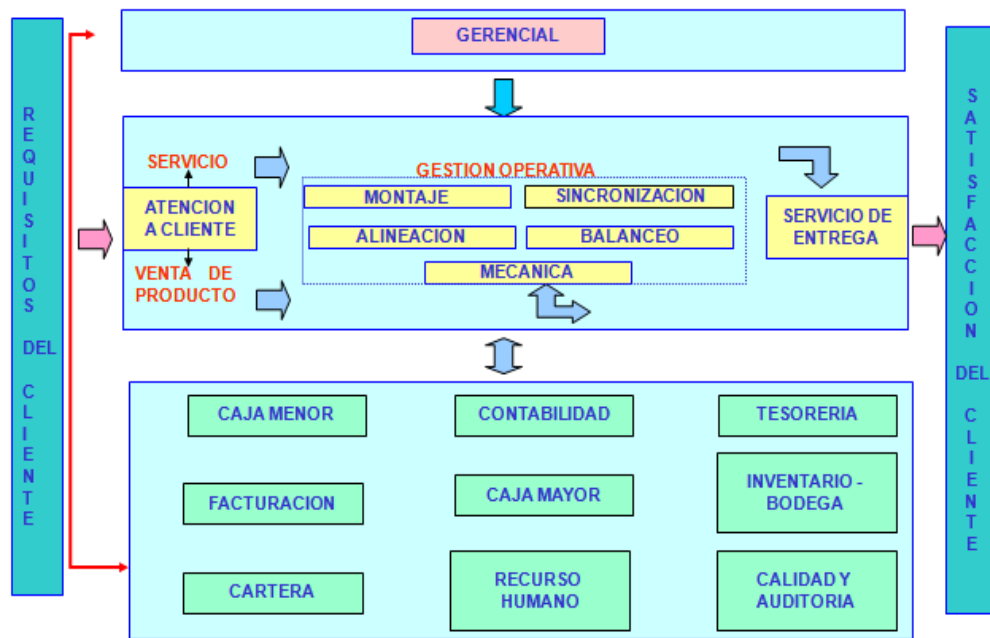 GERENCIAL
REQUISITOS DEL CLIENTE
SERVICIO
ATENCION
A CLIENTE
VENTA DE
PRODUCTO
GESTION OPERATIVA
MONTAJE
SINCRONIZACION
ALINEACION
BALANCEO
MECANICA
SERVICIO DE
ENTREGA
SATISFACCION DEL CLIENTE
CAJA MENOR
CONTABILIDAD
TESORERIA
FACTURACION
CAJA MAYOR
INVENTARIO -
BODEGA
CARTERA
RECURSO
HUMANO
CALIDAD Y
AUDITORIA